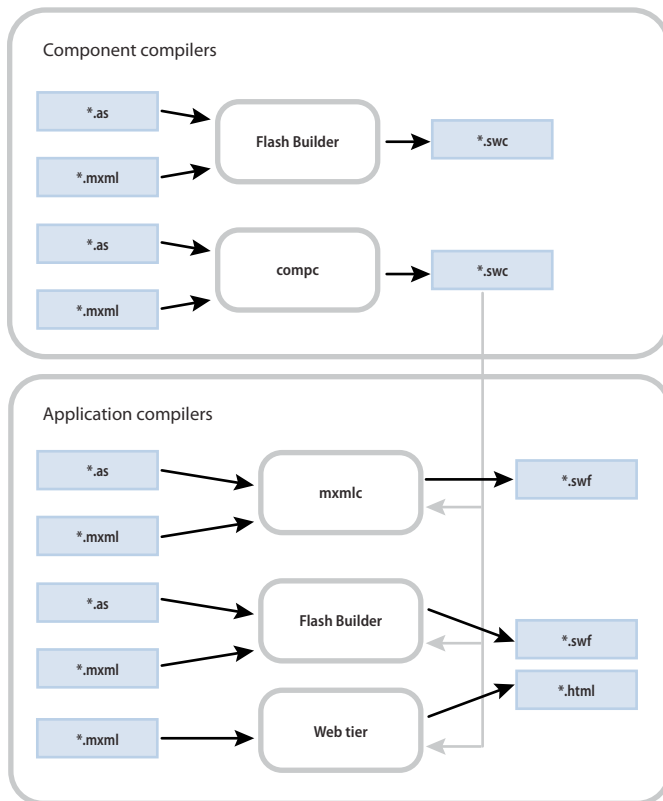 Component compilers
*.as
Flash Builder
*.swc
*.mxml
*.as
compc
*.swc
*.mxml
Application compilers
*.as
mxmlc
*.swf
*.mxml
*.as
Flash Builder
*.swf
*.mxml
*.html
*.mxml
Web tier